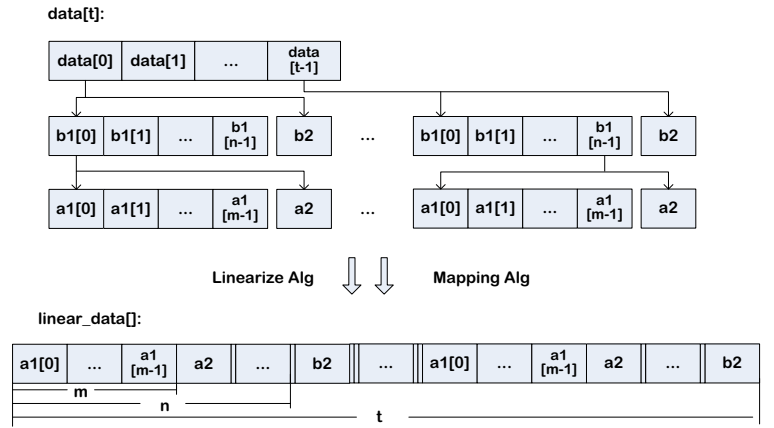 data[t]:
data[0] data[1] ... data
[t-1]
b1[0] b1[1] ... b1
[n-1] b2 ... b1[0] b1[1] ... b1
[n-1] b2
a1[0] a1[1] ... a1
[m-1] a2 ... a1[0] a1[1] ... a1
[m-1] a2
Linearize Alg Mapping Alg
linear_data[]:
a1[0] ... a1
[m-1] a2 ... b2 ... a1[0] ... a1
[m-1] a2 ... b2
m
n
t